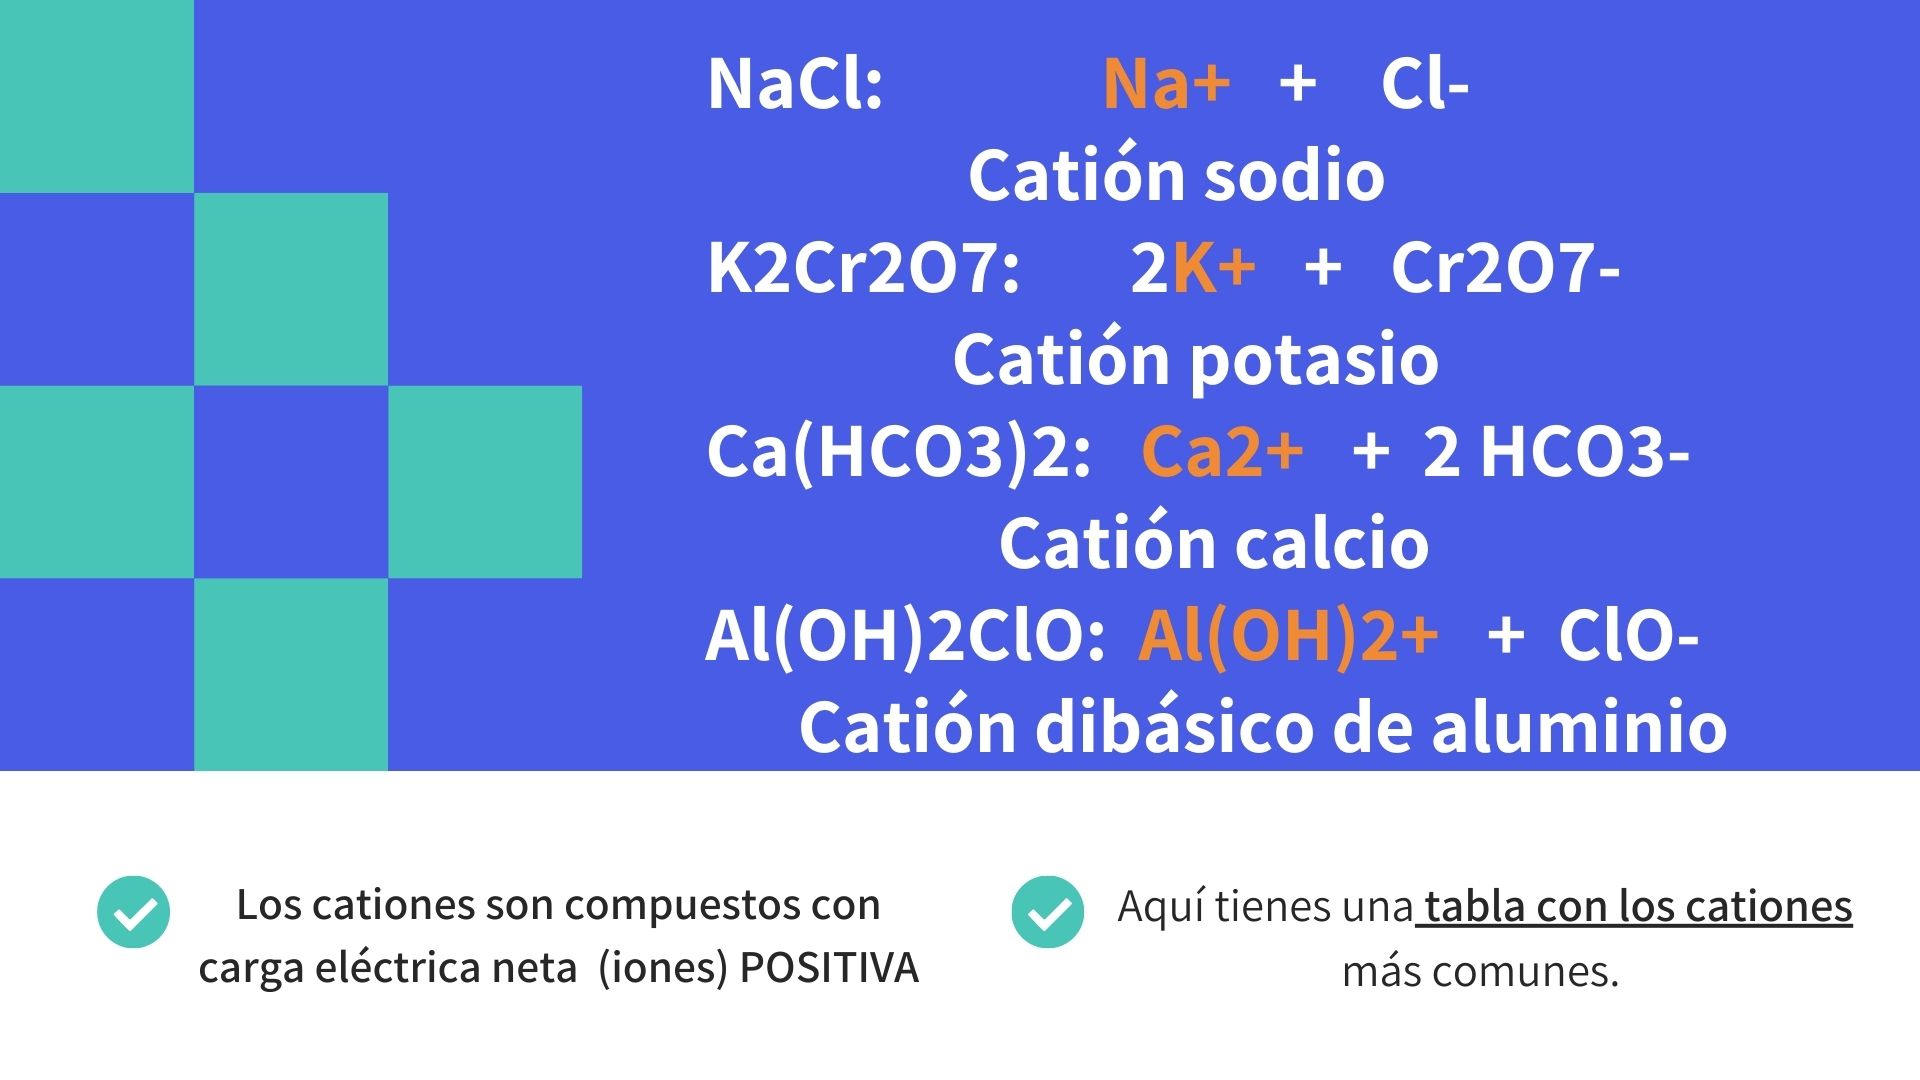 NaCl: Na+ + Cl-
Catión sodio
K2Cr2O7: 2K+ + Cr2O7-
Catión potasio
Ca(HCO3)2: Ca2+ + 2 HCO3-
Catión calcio
Al(OH)2ClO: Al(OH)2+ + ClO-
Catión dibásico de aluminio
Los cationes son compuestos con
carga eléctrica neta (iones) POSITIVA
Aquí tienes una tabla con los cationes
más comunes.